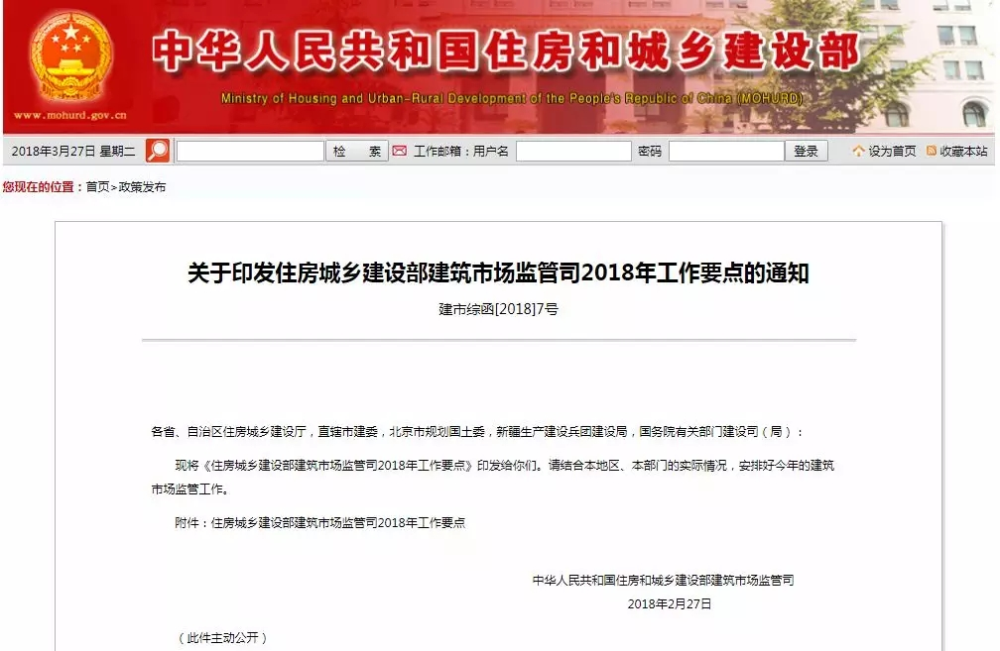 中华人民共和国住房和城乡建设部
Ministry of Housing and Urban-Rural Development of the People's Republic of China (MOHURD)
www.mohurd.gov.cn
2018年3月27日 星期二 检 索 工作邮箱：用户名 密码 登录 设为首页 收藏本站
您现在的位置：首页>政策发布
关于印发住房城乡建设部建筑市场监管司2018年工作要点的通知
建市综函[2018]7号
各省、自治区住房城乡建设厅，直辖市建委，北京市规划国土委，新疆生产建设兵团建设局，国务院有关部门建设司（局）：
现将《住房城乡建设部建筑市场监管司2018年工作要点》印发给你们。请结合本地区、本部门的实际情况，安排好今年的建筑
市场监管工作。
附件：住房城乡建设部建筑市场监管司2018年工作要点
中华人民共和国住房和城乡建设部建筑市场监管司
2018年2月27日
（此件主动公开）